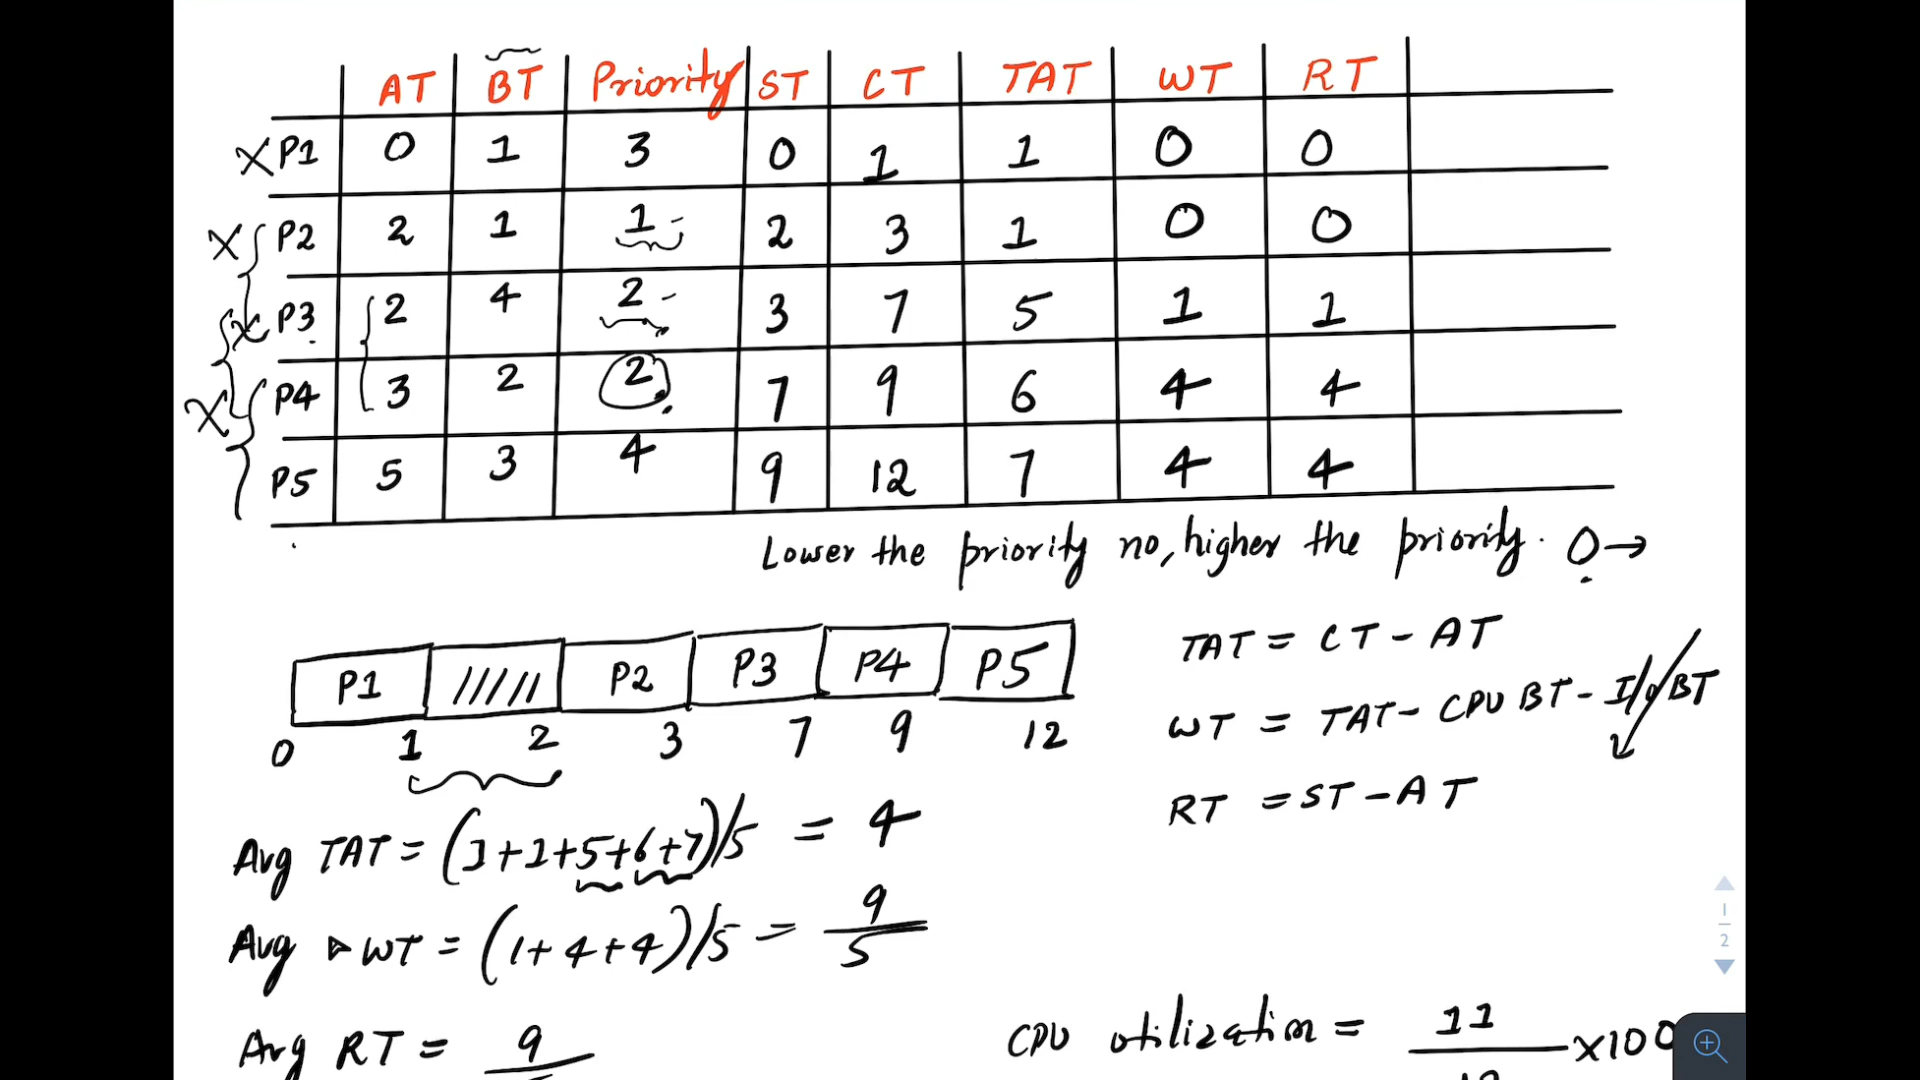 AT BT Priority ST CT TAT WT RT
X P1 0 1 3 0 1 1 0 0
X P2 2 1 1 2 3 1 0 0
X P3 2 4 2 3 7 5 1 1
X P4 3 2 2 7 9 6 4 4
P5 5 3 4 9 12 7 4 4
Lower the priority no, higher the priority. 0→
P1 ///// P2 P3 P4 P5
0 1 2 3 7 9 12
TAT = CT - AT
WT = TAT - CPU BT - I/O BT
RT = ST - AT
Avg TAT = (1+1+5+6+7)/5 = 4
Avg WT = (1+4+4)/5 = 9/5
Avg RT = 9
CPU utilization = 11 ×100
1
2